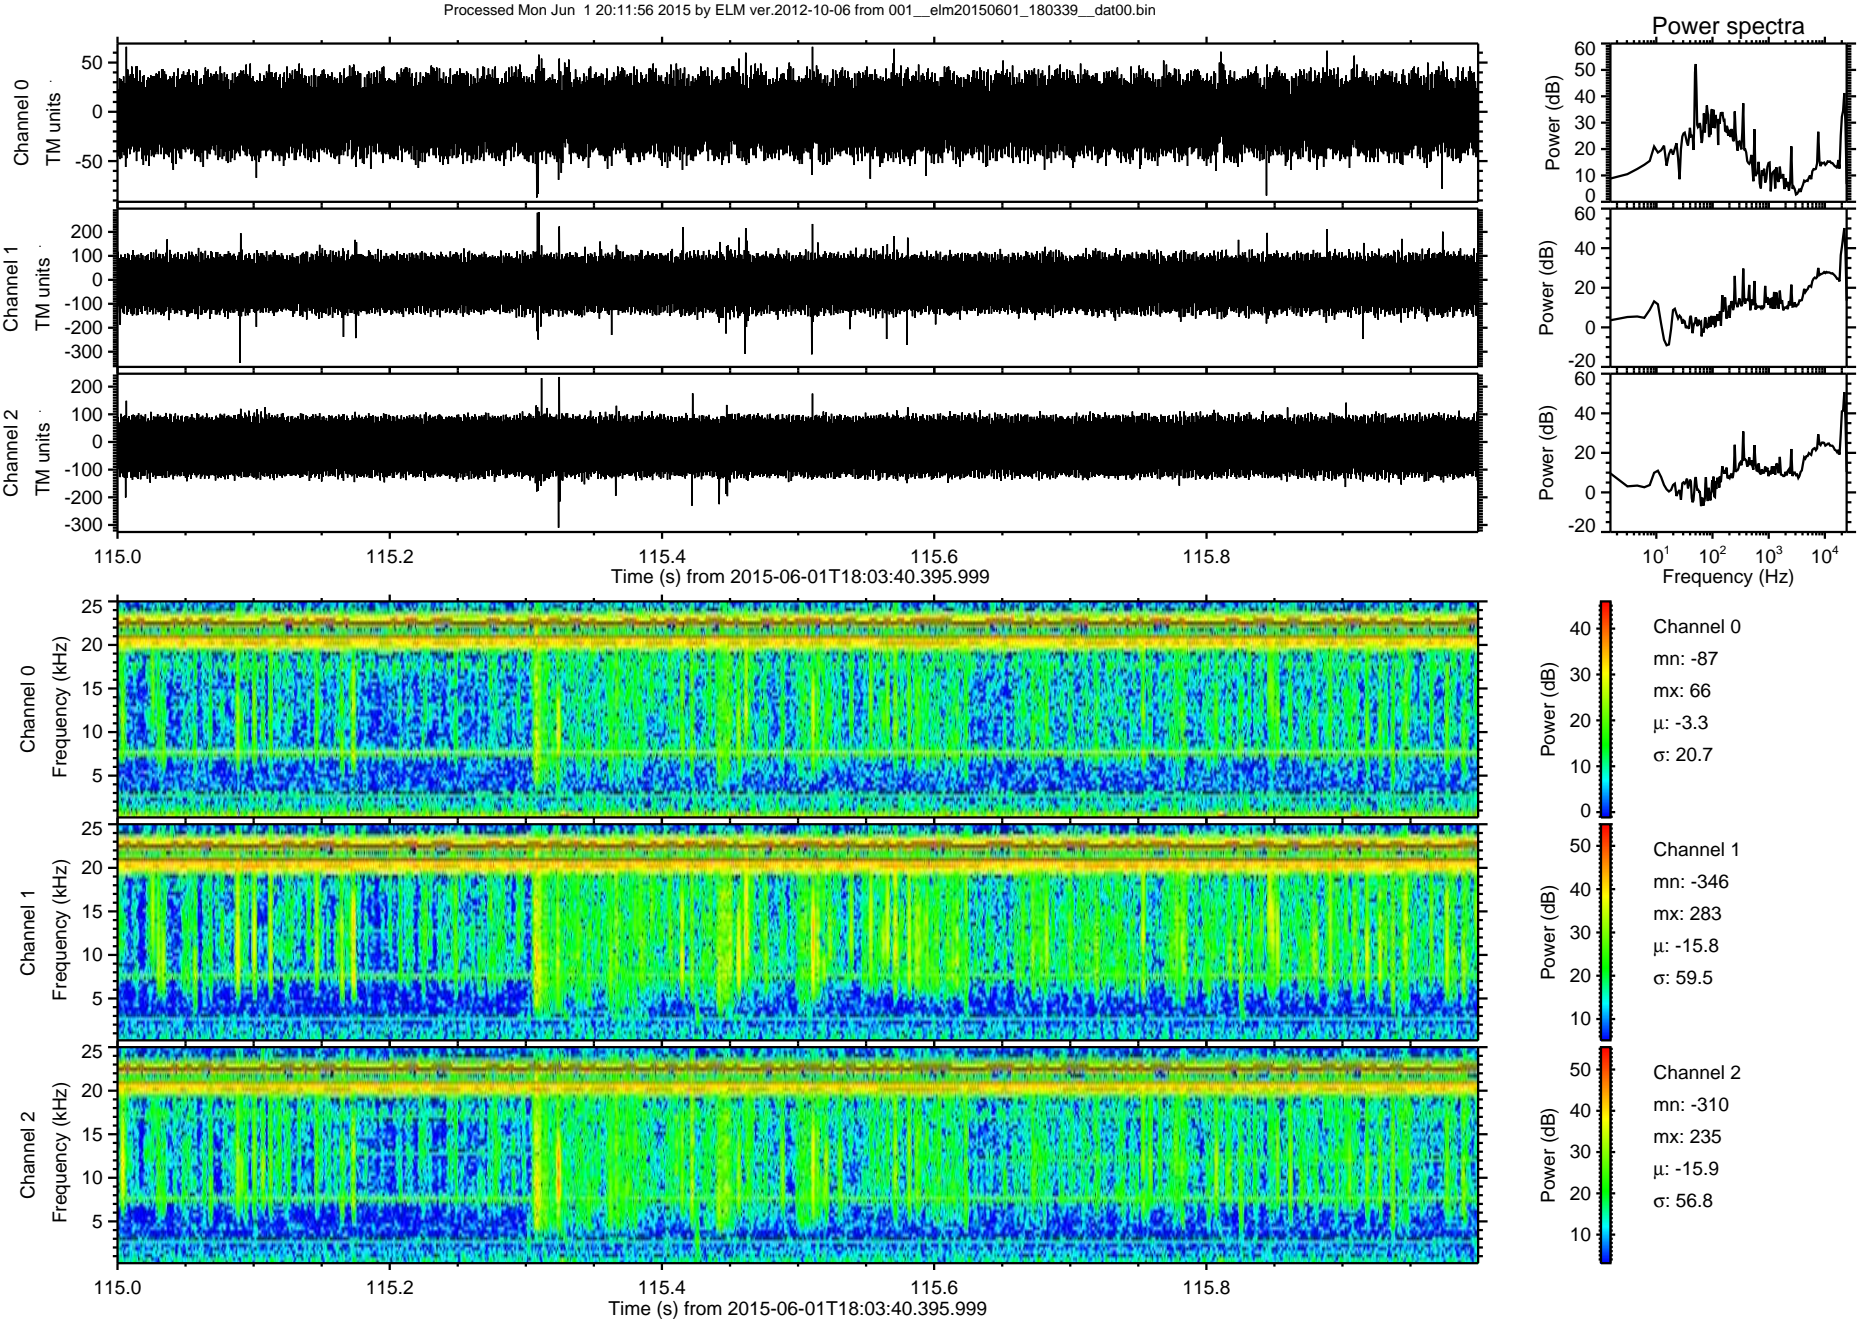 Processed Mon Jun  1 20:11:56 2015 by ELM ver.2012-10-06 from 001__elm20150601_180339__dat00.bin
Power spectra
Channel 0
TM units
50
0
-50
Power (dB)
60
50
40
30
20
10
0
Channel 1
TM units
200
100
0
-100
-200
-300
Power (dB)
60
40
20
0
-20
Channel 2
TM units
200
100
0
-100
-200
-300
Power (dB)
60
40
20
0
-20
115.0 115.2 115.4 115.6 115.8
Time (s) from 2015-06-01T18:03:40.395.999
10¹ 10² 10³ 10⁴
Frequency (Hz)
Channel 0
Frequency (kHz)
25
20
15
10
5
Power (dB)
40
30
20
10
0
Channel 0
mn: -87
mx: 66
μ: -3.3
σ: 20.7
Channel 1
Frequency (kHz)
25
20
15
10
5
Power (dB)
50
40
30
20
10
Channel 1
mn: -346
mx: 283
μ: -15.8
σ: 59.5
Channel 2
Frequency (kHz)
25
20
15
10
5
Power (dB)
50
40
30
20
10
Channel 2
mn: -310
mx: 235
μ: -15.9
σ: 56.8
115.0 115.2 115.4 115.6 115.8
Time (s) from 2015-06-01T18:03:40.395.999